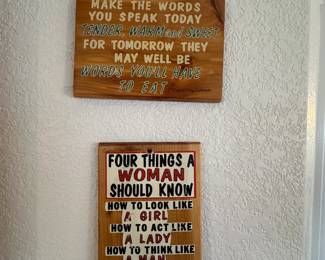 MAKE THE WORDS
YOU SPEAK TODAY
TENDER, WARM and SWEET
FOR TOMORROW THEY
MAY WELL BE
WORDS YOU'LL HAVE
TO EAT
FOUR THINGS A
WOMAN
SHOULD KNOW
HOW TO LOOK LIKE
A GIRL
HOW TO ACT LIKE
A LADY
HOW TO THINK LIKE
A MAN